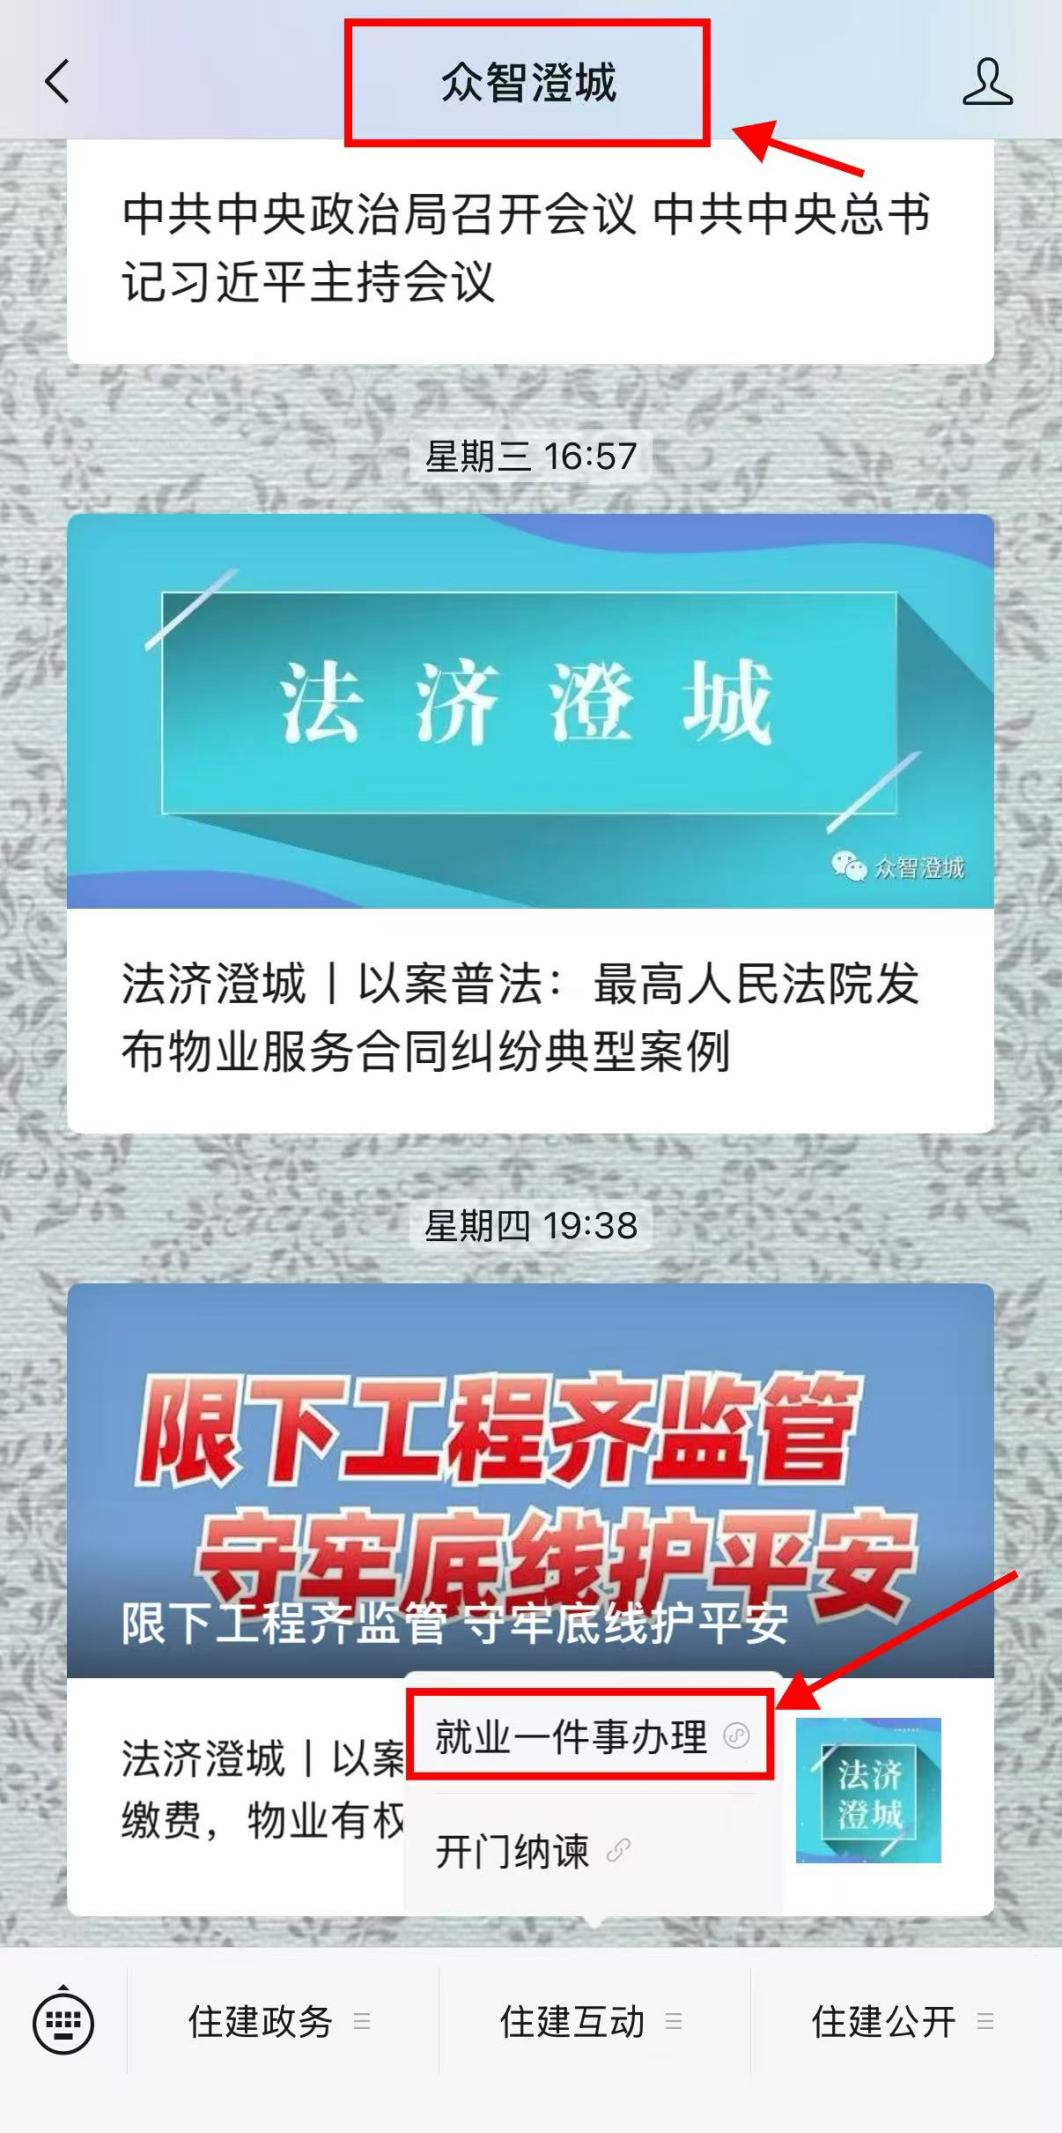 众智澄城
中共中央政治局召开会议 中共中央总书
记习近平主持会议
星期三 16:57
法济澄城
众智澄城
法济澄城丨以案普法：最高人民法院发
布物业服务合同纠纷典型案例
星期四 19:38
限下工程齐监管
守牢底线护平安
限下工程齐监管 守牢底线护平安
法济澄城丨以案
缴费，物业有权
法济
澄城
就业一件事办理
开门纳谏
住建政务
住建互动
住建公开